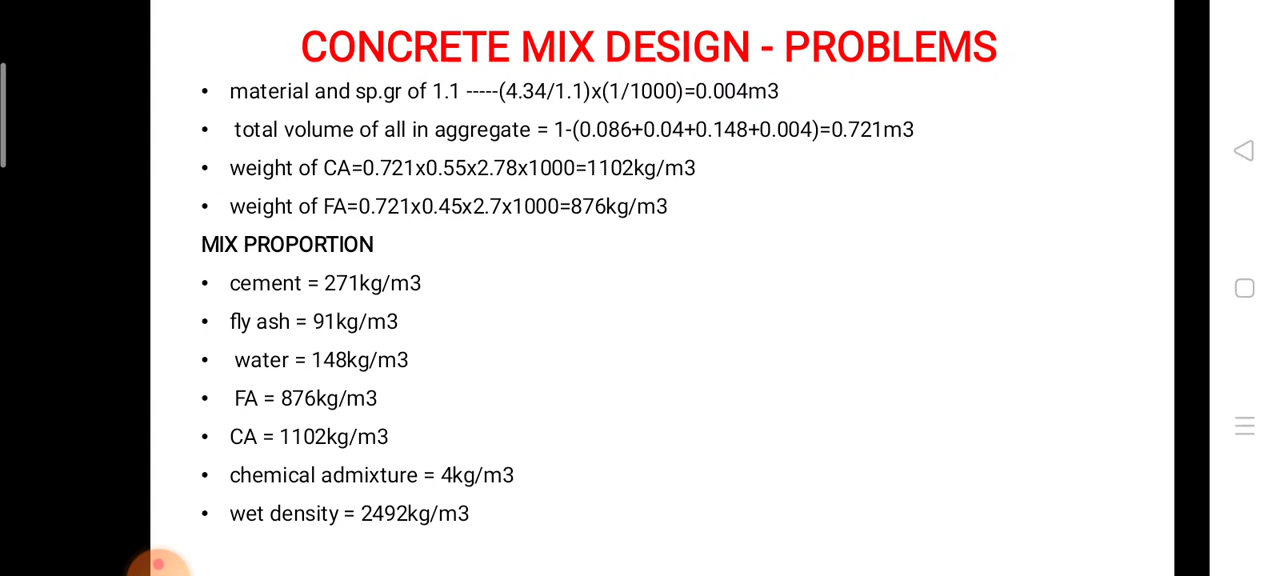 CONCRETE MIX DESIGN - PROBLEMS
• material and sp.gr of 1.1 -----(4.34/1.1)x(1/1000)=0.004m3
• total volume of all in aggregate = 1-(0.086+0.04+0.148+0.004)=0.721m3
• weight of CA=0.721x0.55x2.78x1000=1102kg/m3
• weight of FA=0.721x0.45x2.7x1000=876kg/m3
MIX PROPORTION
• cement = 271kg/m3
• fly ash = 91kg/m3
• water = 148kg/m3
• FA = 876kg/m3
• CA = 1102kg/m3
• chemical admixture = 4kg/m3
• wet density = 2492kg/m3